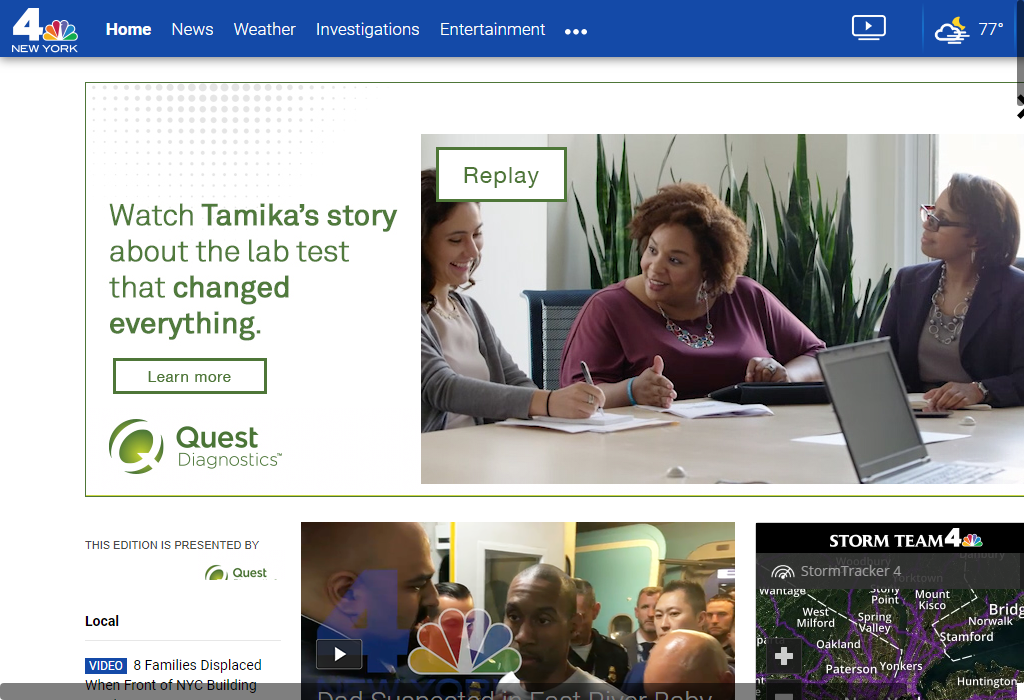 4
NEW YORK
Home News Weather Investigations Entertainment
77°
Replay
Watch Tamika's story
about the lab test
that changed
everything.
Learn more
Quest
Diagnostics™
THIS EDITION IS PRESENTED BY
Quest
Local
VIDEO 8 Families Displaced
When Front of NYC Building
Dad Suspected in East River Baby
STORM TEAM 4
StormTracker 4
Woodbury
Danbury
Yorktown
Wantage
Stony
Point
Mount
Kisco
West
Milford
Spring
Valley
Bridg
Norwalk
Stamford
Oakland
Paterson
Yonkers
Huntington